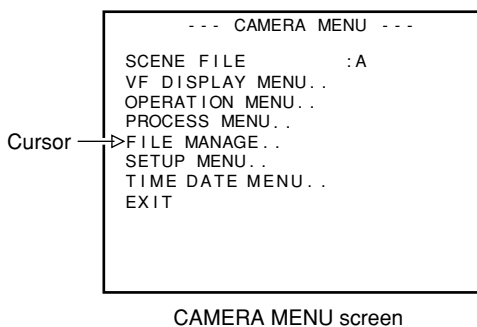 --- CAMERA MENU ---
SCENE FILE :A
VF DISPLAY MENU..
OPERATION MENU..
PROCESS MENU..
Cursor
FILE MANAGE..
SETUP MENU..
TIME DATE MENU..
EXIT
CAMERA MENU screen